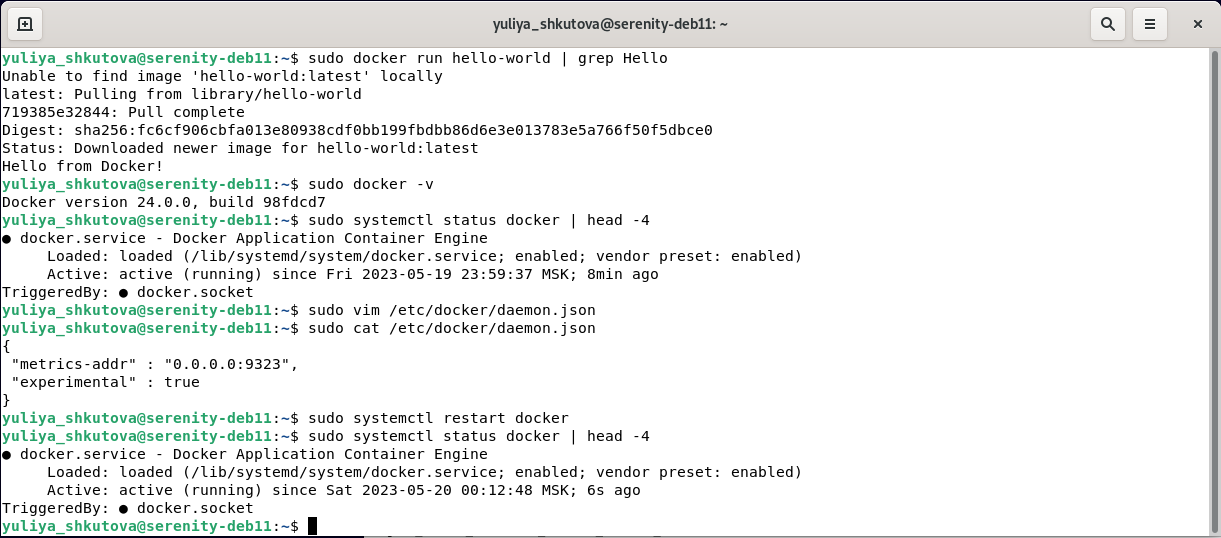 yuliya_shkutova@serenity-deb11: ~
yuliya_shkutova@serenity-deb11:~$ sudo docker run hello-world | grep Hello
Unable to find image 'hello-world:latest' locally
latest: Pulling from library/hello-world
719385e32844: Pull complete
Digest: sha256:fc6cf906cbfa013e80938cdf0bb199fbdbb86d6e3e013783e5a766f50f5dbce0
Status: Downloaded newer image for hello-world:latest
Hello from Docker!
yuliya_shkutova@serenity-deb11:~$ sudo docker -v
Docker version 24.0.0, build 98fdcd7
yuliya_shkutova@serenity-deb11:~$ sudo systemctl status docker | head -4
● docker.service - Docker Application Container Engine
     Loaded: loaded (/lib/systemd/system/docker.service; enabled; vendor preset: enabled)
     Active: active (running) since Fri 2023-05-19 23:59:37 MSK; 8min ago
TriggeredBy: ● docker.socket
yuliya_shkutova@serenity-deb11:~$ sudo vim /etc/docker/daemon.json
yuliya_shkutova@serenity-deb11:~$ sudo cat /etc/docker/daemon.json
{
 "metrics-addr" : "0.0.0.0:9323",
 "experimental" : true
}
yuliya_shkutova@serenity-deb11:~$ sudo systemctl restart docker
yuliya_shkutova@serenity-deb11:~$ sudo systemctl status docker | head -4
● docker.service - Docker Application Container Engine
     Loaded: loaded (/lib/systemd/system/docker.service; enabled; vendor preset: enabled)
     Active: active (running) since Sat 2023-05-20 00:12:48 MSK; 6s ago
TriggeredBy: ● docker.socket
yuliya_shkutova@serenity-deb11:~$